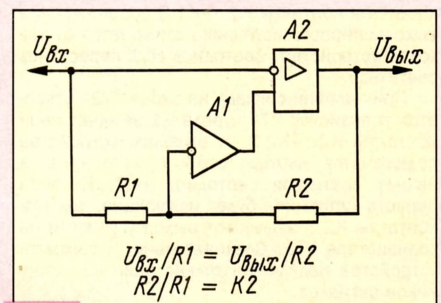 A2
Uвх
Uвых
A1
R1
R2
Uвх/R1 = Uвых/R2
R2/R1 = K2